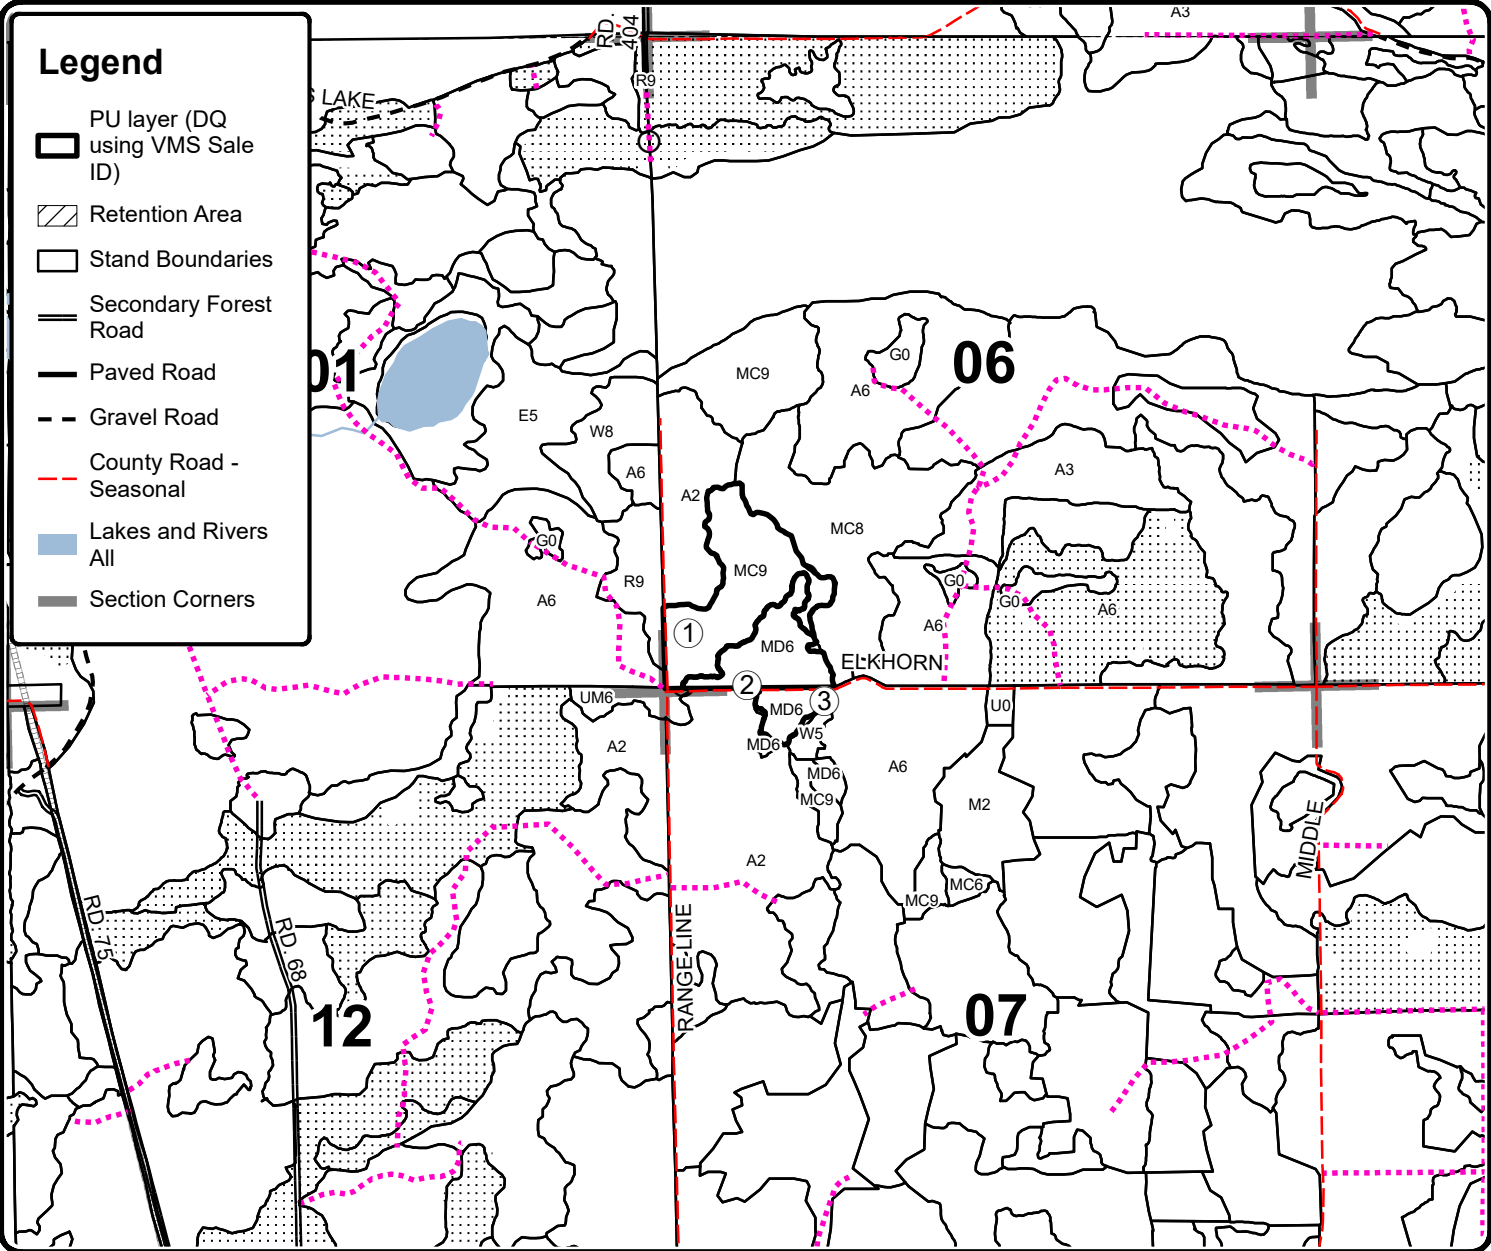 Legend
PU layer (DQ
using VMS Sale
ID)
Retention Area
Stand Boundaries
Secondary Forest
Road
Paved Road
Gravel Road
County Road -
Seasonal
Lakes and Rivers
All
Section Corners
A3
RD.
404
R9
S LAKE
01
06
G0
MC9
A6
E5
W8
A6
A3
A2
MC8
G0
MC9
R9
A6
G0
G0
A6
A6
1
MD6
ELKHORN
2
3
UM6
MD6
U0
W5
MD6
A2
MD6
A6
MC9
M2
MIDDLE
A2
MC6
MC9
RD. 75
RD. 68
RANGE-LINE
12
07